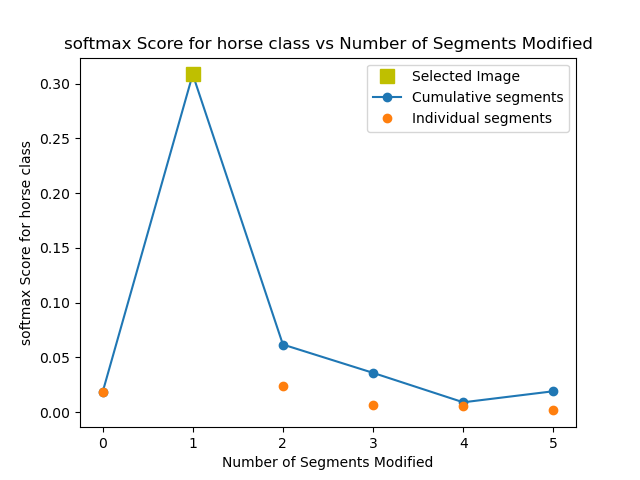 softmax Score for horse class vs Number of Segments Modified
Selected Image
Cumulative segments
Individual segments
softmax Score for horse class
0.30
0.25
0.20
0.15
0.10
0.05
0.00
0 1 2 3 4 5
Number of Segments Modified